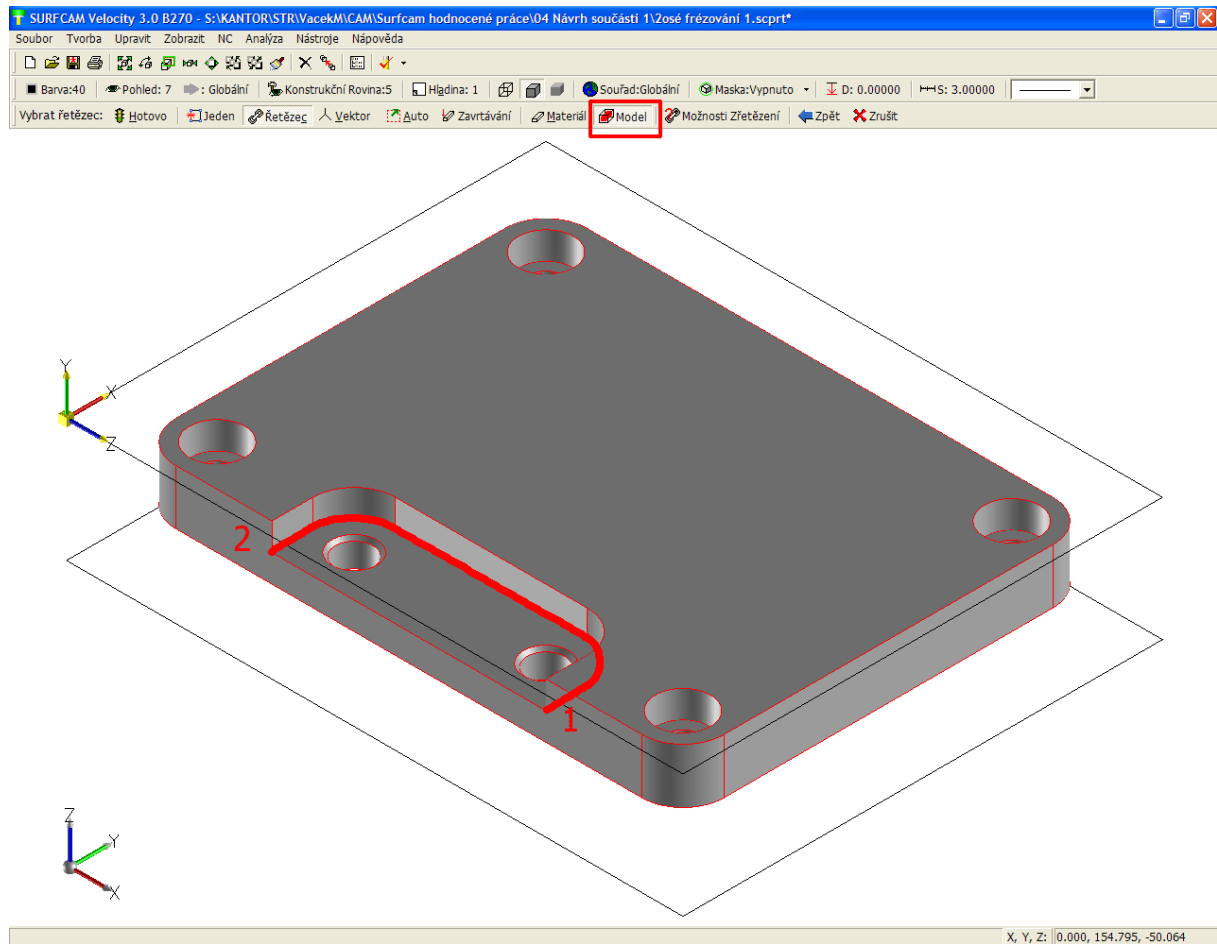 SURFCAM Velocity 3.0 B270 - S:\KANTOR\STR\VacekM\CAM\Surfcam hodnocené práce\04 Návrh součásti 1\2osé frézování 1.scprt*
Soubor Tvorba Upravit Zobrazit NC Analýza Nástroje Nápověda
Barva:40 Pohled: 7 : Globální Konstrukční Rovina:5 Hladina: 1 Souřad:Globální Maska:Vypnuto D: 0.00000 S: 3.00000
Vybrat řetězec: Hotovo Jeden Řetězec Vektor Auto Zavrtávání Materiál Model Možnosti Zřetězení Zpět Zrušit
Y
X
Z
2
1
Z
Y
X
X, Y, Z: 0.000, 154.795, -50.064